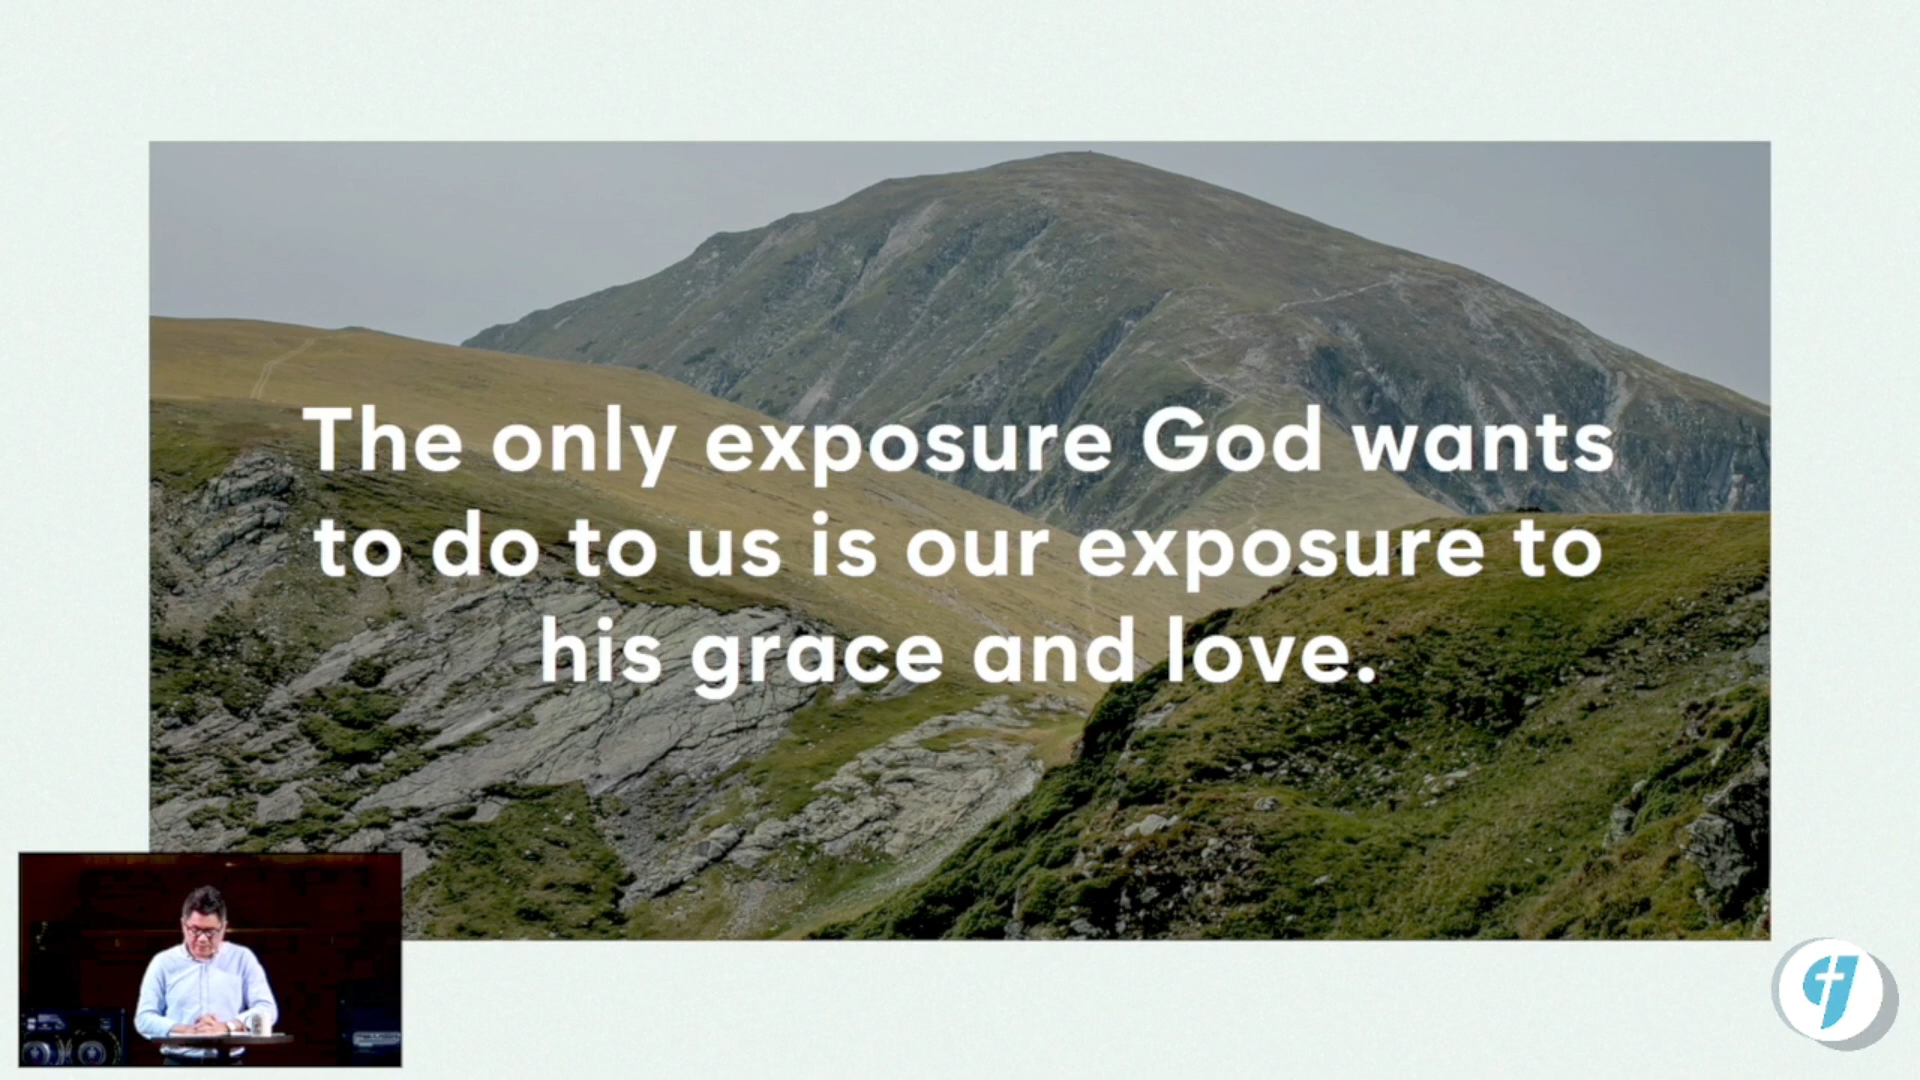 The only exposure God wants
to do to us is our exposure to
his grace and love.